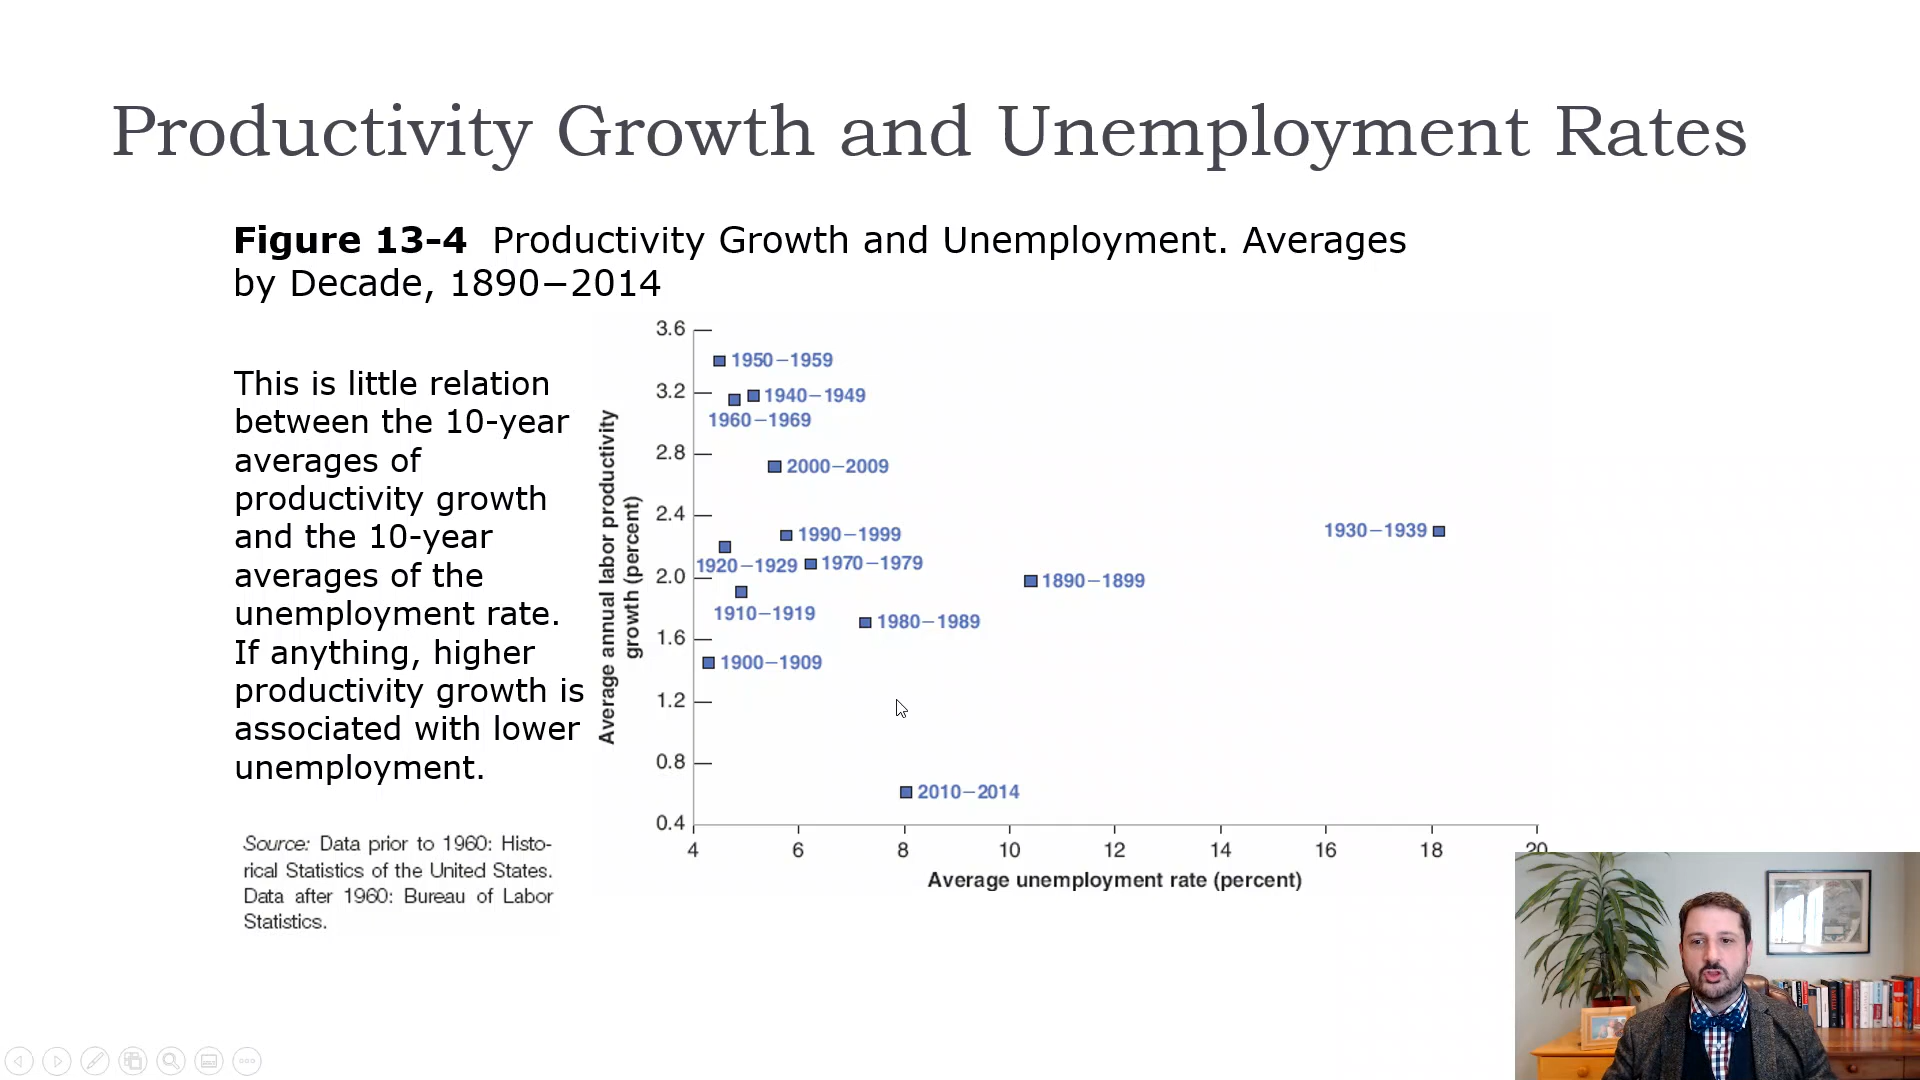 Productivity Growth and Unemployment Rates
Figure 13-4 Productivity Growth and Unemployment. Averages
by Decade, 1890−2014
This is little relation
between the 10-year
averages of
productivity growth
and the 10-year
averages of the
unemployment rate.
If anything, higher
productivity growth is
associated with lower
unemployment.
Source: Data prior to 1960: Histo-
rical Statistics of the United States.
Data after 1960: Bureau of Labor
Statistics.
Average annual labor productivity
growth (percent)
3.6
3.2
2.8
2.4
2.0
1.6
1.2
0.8
0.4
1950−1959
1940−1949
1960−1969
2000−2009
1990−1999
1930−1939
1920−1929
1970−1979
1890−1899
1910−1919
1980−1989
1900−1909
2010−2014
4 6 8 10 12 14 16 18 20
Average unemployment rate (percent)